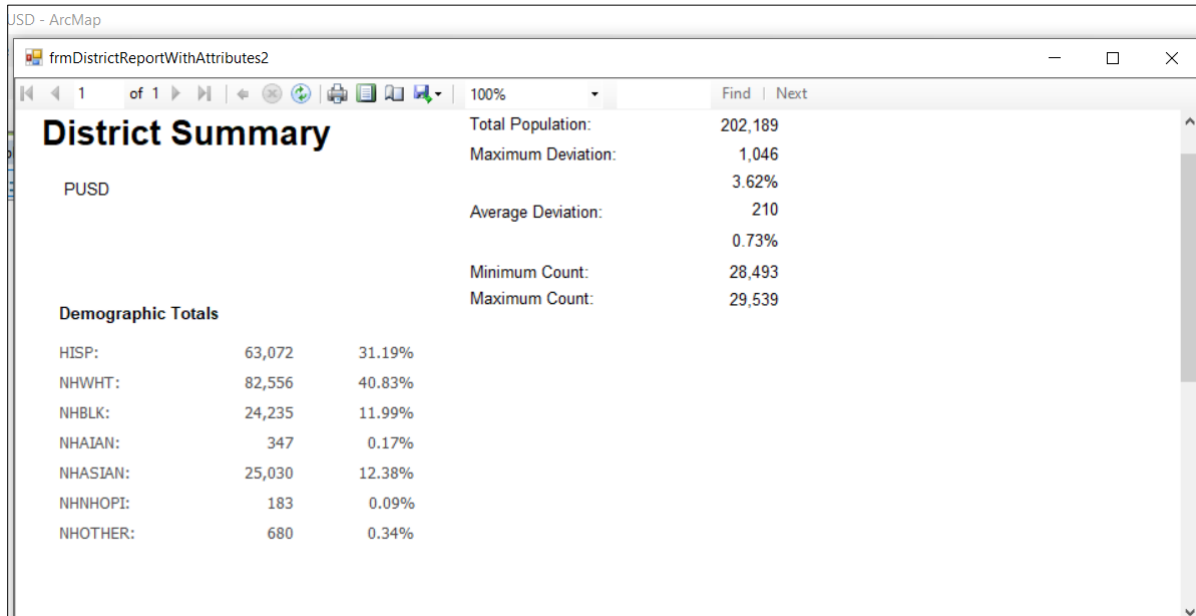 USD - ArcMap
frmDistrictReportWithAttributes2
1 of 1 100% Find | Next
District Summary
PUSD
Total Population: 202,189
Maximum Deviation: 1,046
3.62%
Average Deviation: 210
0.73%
Minimum Count: 28,493
Maximum Count: 29,539
Demographic Totals
HISP: 63,072 31.19%
NHWHT: 82,556 40.83%
NHBLK: 24,235 11.99%
NHAIAN: 347 0.17%
NHASIAN: 25,030 12.38%
NHNHOPI: 183 0.09%
NHOTHER: 680 0.34%